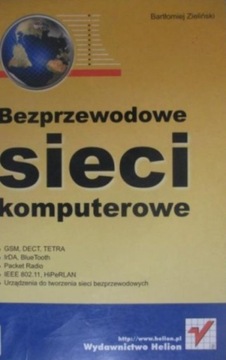 Bartłomiej Zieliński
Bezprzewodowe
sieci
komputerowe
GSM, DECT, TETRA
IrDA, BlueTooth
Packet Radio
IEEE 802.11, HiPeRLAN
Urządzenia do tworzenia sieci bezprzewodowych
http://helion.pl
Wydawnictwo Helion